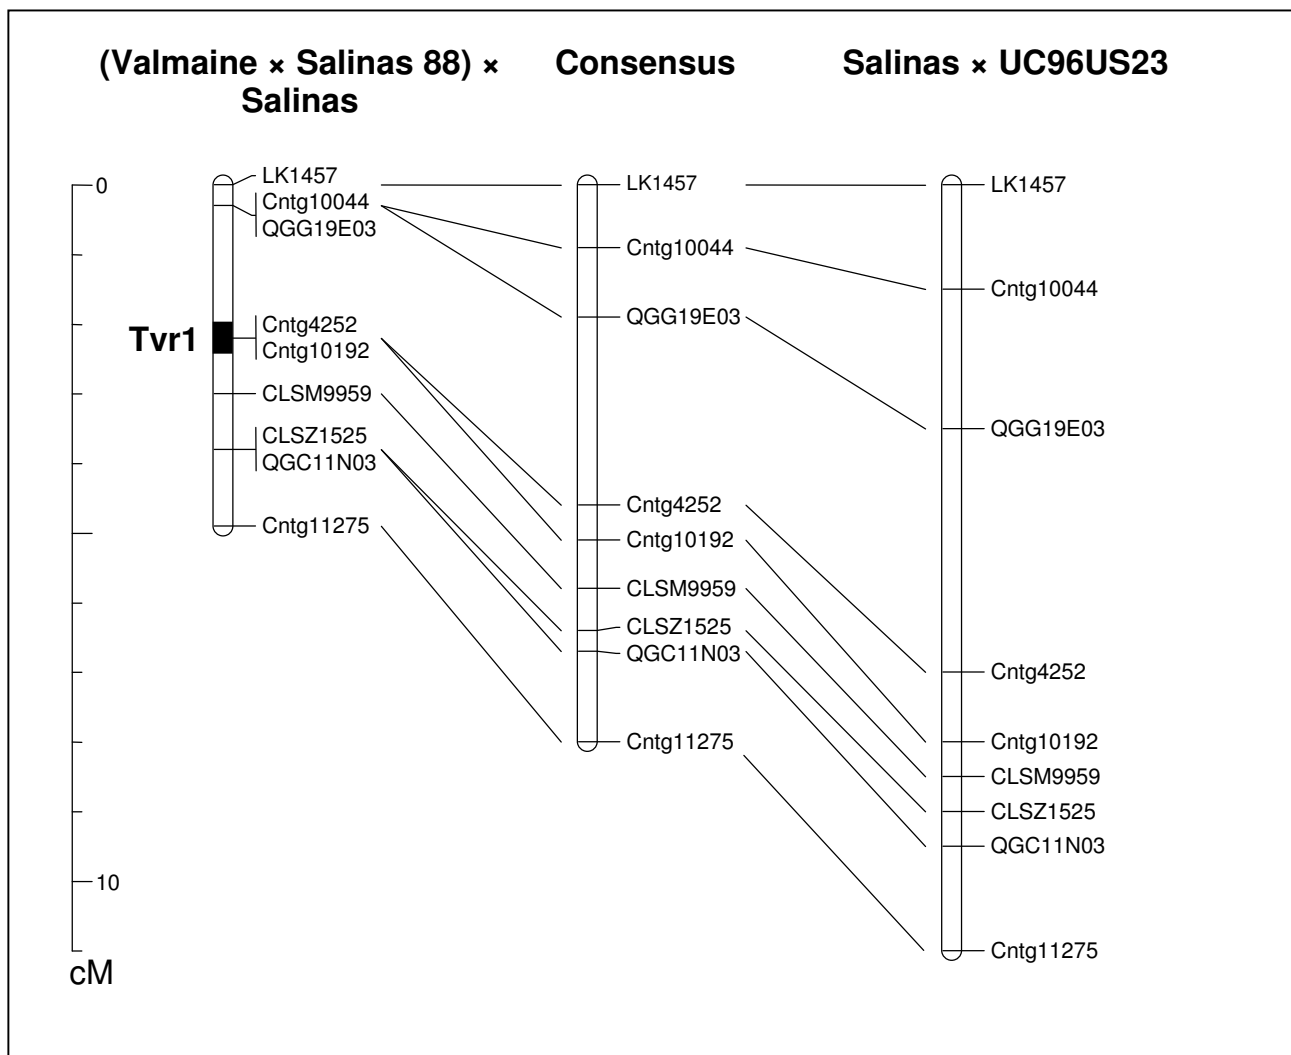 (Valmaine × Salinas 88) ×
Salinas
Consensus
Salinas × UC96US23
0
10
cM
Tvr1
LK1457
Cntg10044
QGG19E03
Cntg4252
Cntg10192
CLSM9959
CLSZ1525
QGC11N03
Cntg11275
LK1457
Cntg10044
QGG19E03
Cntg4252
Cntg10192
CLSM9959
CLSZ1525
QGC11N03
Cntg11275
LK1457
Cntg10044
QGG19E03
Cntg4252
Cntg10192
CLSM9959
CLSZ1525
QGC11N03
Cntg11275